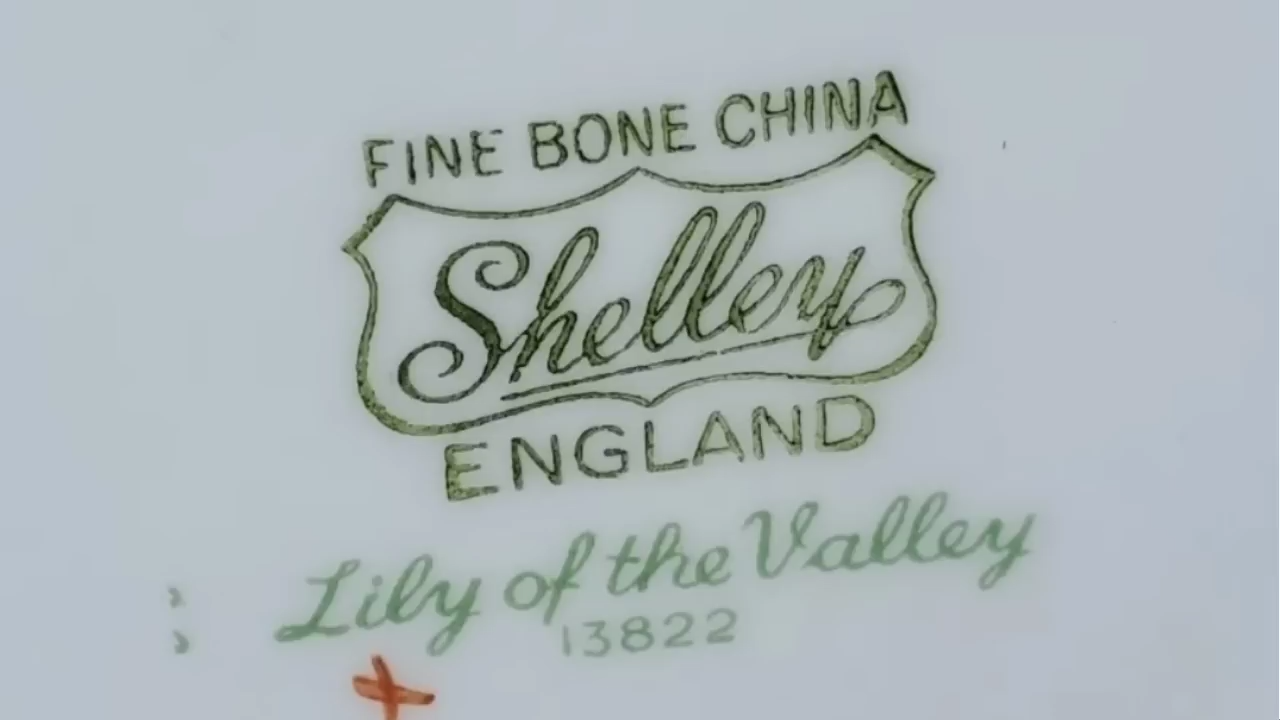 FINE BONE CHINA
Shelley
ENGLAND
Lily of the Valley
13822